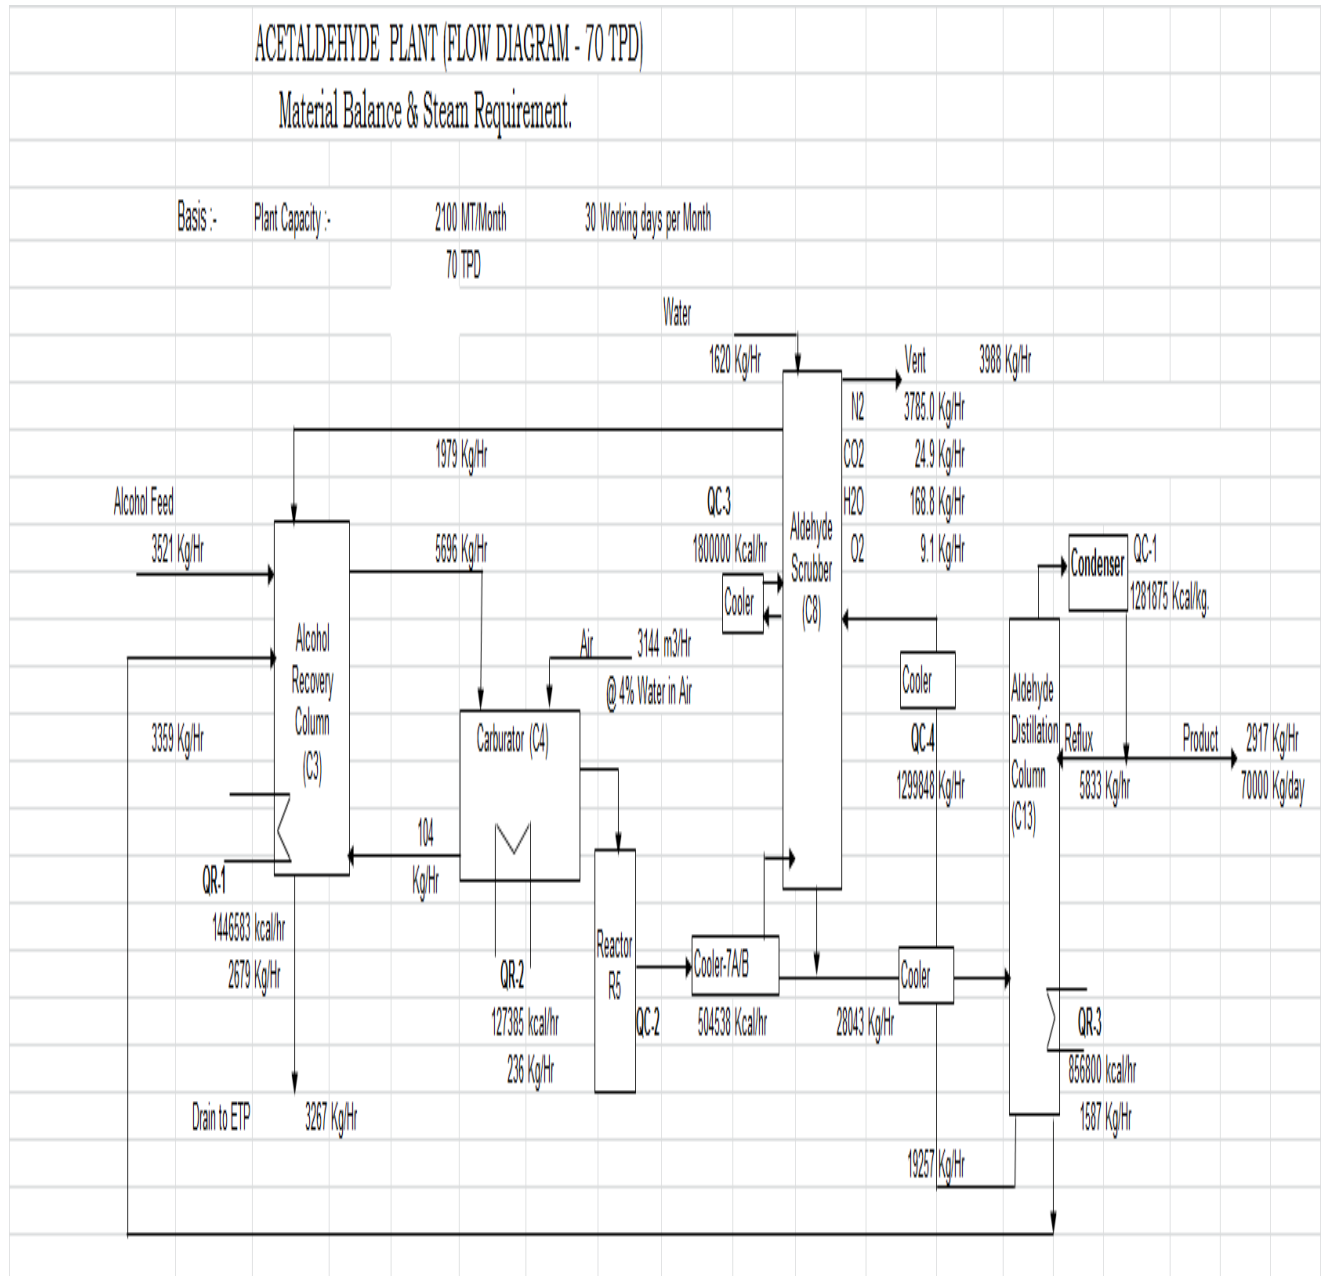 ACETALDEHYDE PLANT (FLOW DIAGRAM - 70 TPD)
Material Balance & Steam Requirement.
Basis :- Plant Capacity :- 2100 MT/Month 30 Working days per Month
70 TPD
Water
1620 Kg/Hr
Vent 3988 Kg/Hr
N2 3785.0 Kg/Hr
CO2 24.9 Kg/Hr
H2O 168.8 Kg/Hr
O2 9.1 Kg/Hr
1979 Kg/Hr
Alcohol Feed
3521 Kg/Hr
5696 Kg/Hr
QC-3
1800000 Kcal/hr
Cooler
Aldehyde
Scrubber
(C8)
Condenser
QC-1
1281875 Kcal/kg.
Alcohol
Recovery
Column
(C3)
Air 3144 m3/Hr
@ 4% Water in Air
Cooler
QC-4
1299848 Kg/Hr
Aldehyde
Distillation
Column
(C13)
Reflux
5833 Kg/hr
Product 2917 Kg/Hr
70000 Kg/day
3359 Kg/Hr
Carburator (C4)
104
Kg/Hr
QR-1
1446583 kcal/hr
2679 Kg/Hr
QR-2
127385 kcal/hr
236 Kg/Hr
Reactor
R5
Cooler-7A/B
QC-2 504538 Kcal/hr
28043 Kg/Hr
Cooler
QR-3
856800 kcal/hr
1587 Kg/Hr
Drain to ETP 3267 Kg/Hr
19257 Kg/Hr